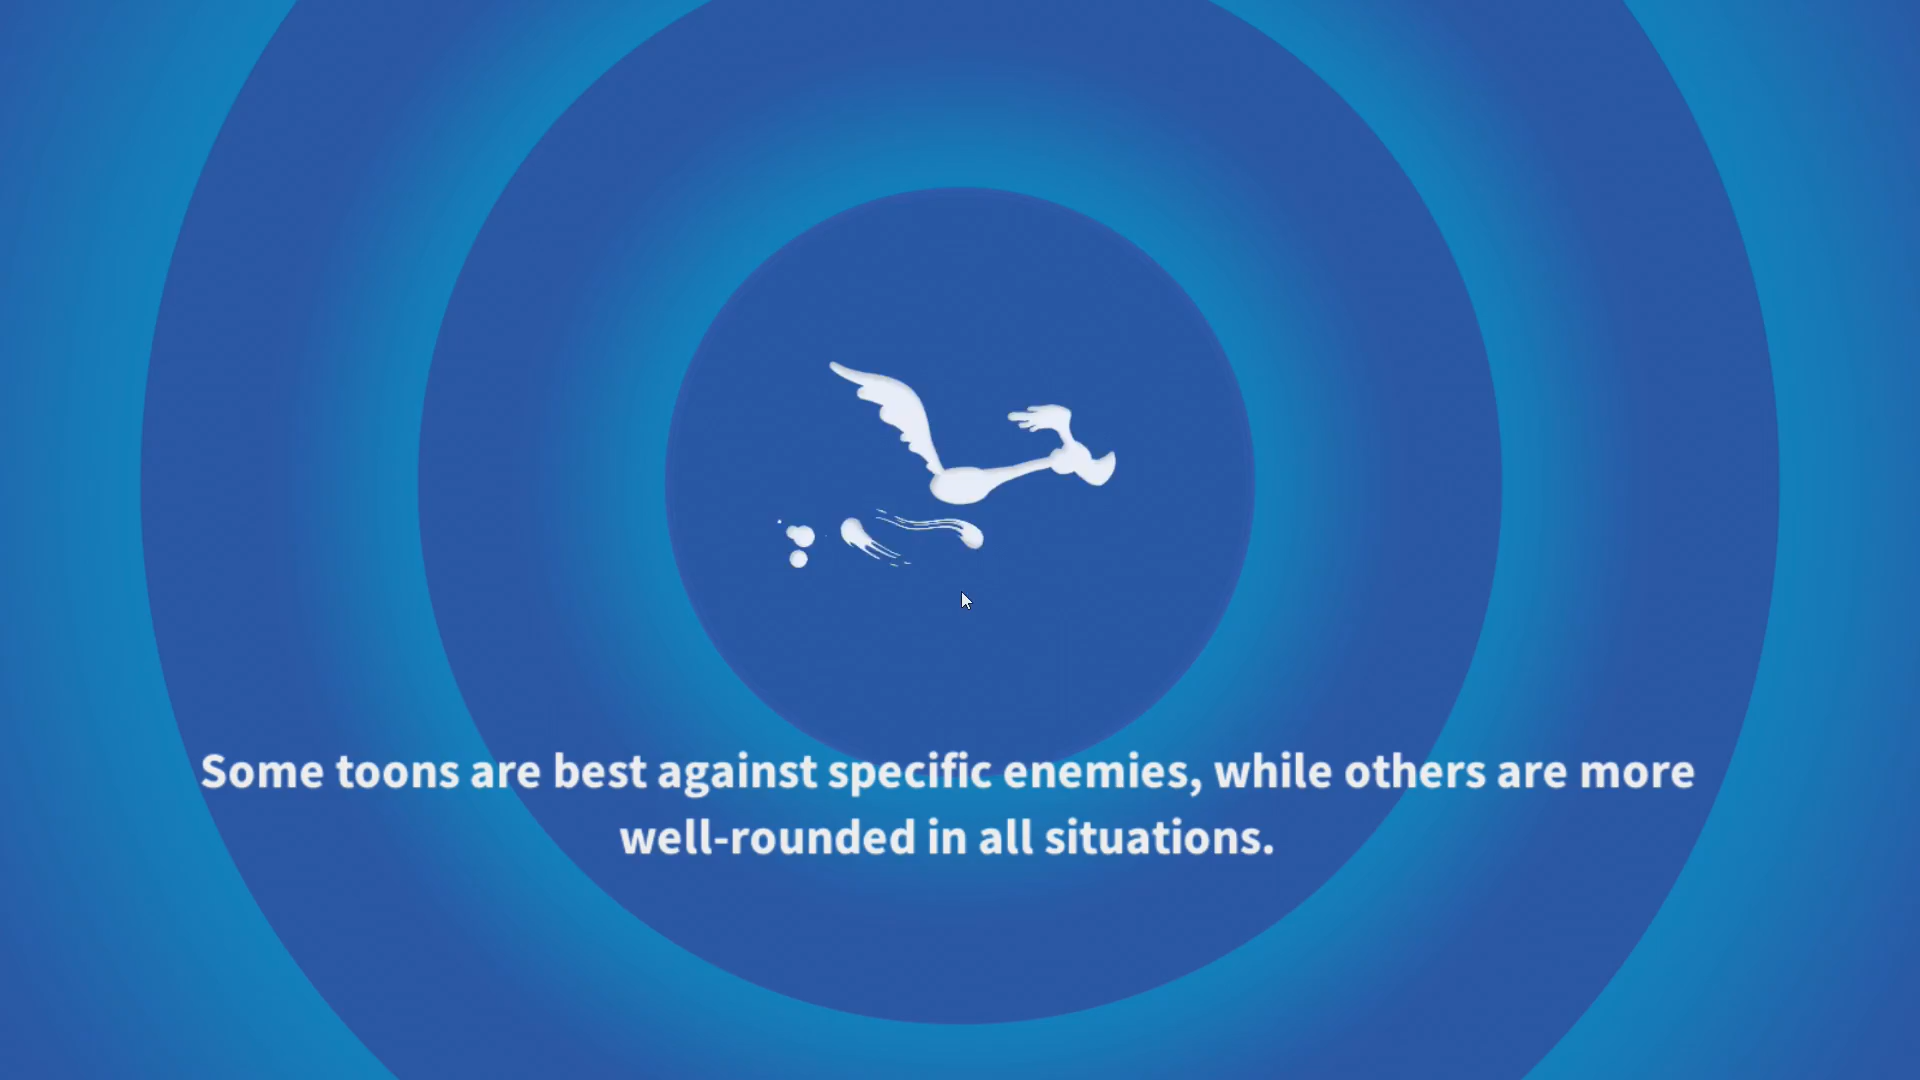 Some toons are best against specific enemies, while others are more
well-rounded in all situations.